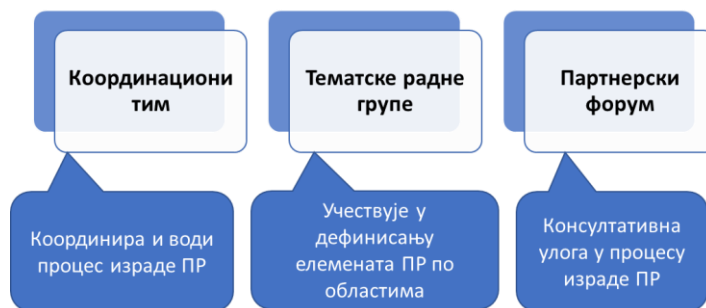 Координациони
тим
Тематске радне
групе
Партнерски
форум
Координира и води
процес израде ПР
Учествује у
дефинисању
елемената ПР по
областима
Консултативна
улога у процесу
израде ПР